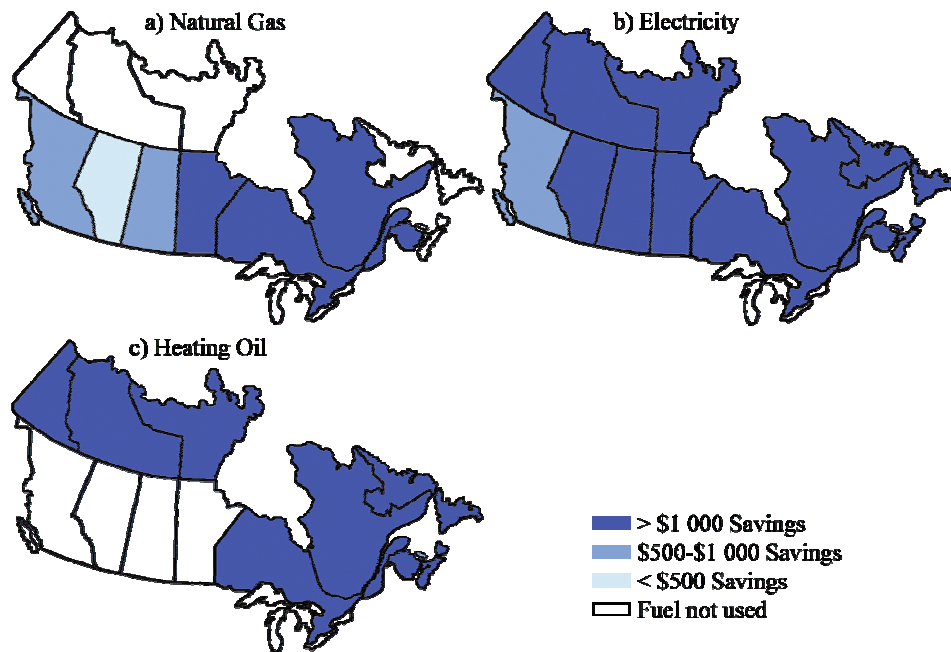 a) Natural Gas
b) Electricity
c) Heating Oil
> $1 000 Savings
$500-$1 000 Savings
< $500 Savings
Fuel not used